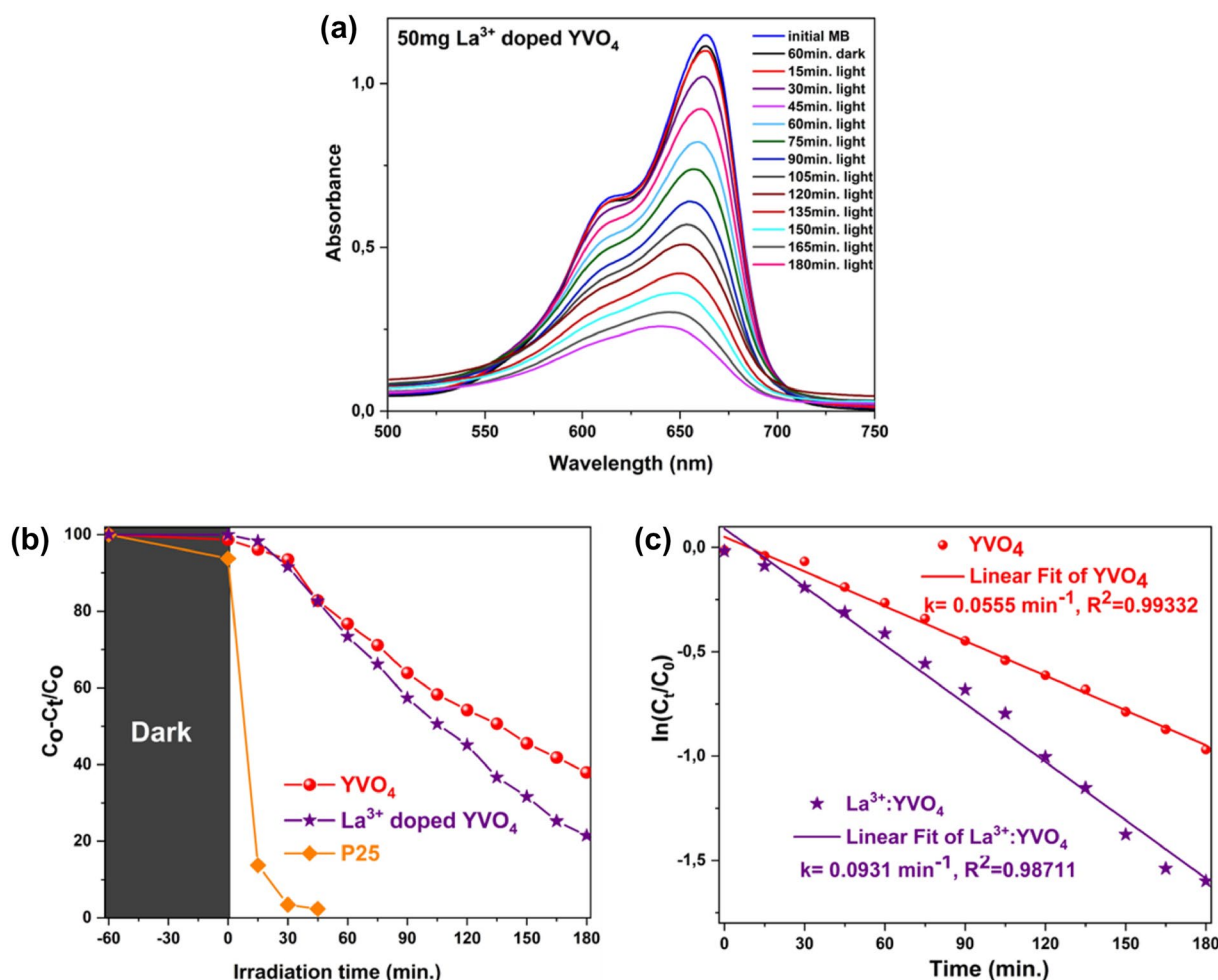 (a)
50mg La³⁺ doped YVO₄
initial MB
60min. dark
15min. light
30min. light
45min. light
60min. light
75min. light
90min. light
105min. light
120min. light
135min. light
150min. light
165min. light
180min. light
Absorbance
1,0
0,5
0,0
500 550 600 650 700 750
Wavelength (nm)
(b)
C₀-Cₜ/C₀
100
80
60
40
20
0
Dark
YVO₄
La³⁺ doped YVO₄
P25
-60 -30 0 30 60 90 120 150 180
Irradiation time (min.)
(c)
ln(Cₜ/C₀)
0,0
-0,5
-1,0
-1,5
YVO₄
Linear Fit of YVO₄
k= 0.0555 min⁻¹, R²=0.99332
La³⁺:YVO₄
Linear Fit of La³⁺:YVO₄
k= 0.0931 min⁻¹, R²=0.98711
0 30 60 90 120 150 180
Time (min.)